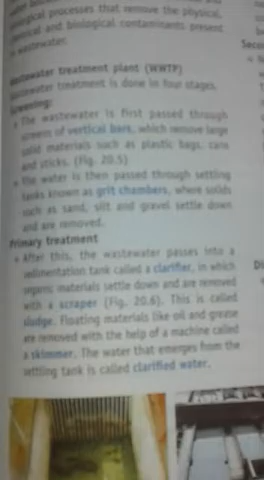 biological processes that remove the physical,
chemical and biological contaminants present
in wastewater.
Wastewater treatment plant (WWTP)
Wastewater treatment is done in four stages.
Screening:
• The wastewater is first passed through
screens of vertical bars, which remove large
solid materials such as plastic bags, cans
and sticks. (Fig. 20.5)
• The water is then passed through settling
tanks known as grit chambers, where solids
such as sand, silt and gravel settle down
and are removed.
Primary treatment
• After this, the wastewater passes into a
sedimentation tank called a clarifier, in which
organic materials settle down and are removed
with a scraper (Fig. 20.6). This is called
sludge. Floating materials like oil and grease
are removed with the help of a machine called
a skimmer. The water that emerges from the
settling tank is called clarified water.